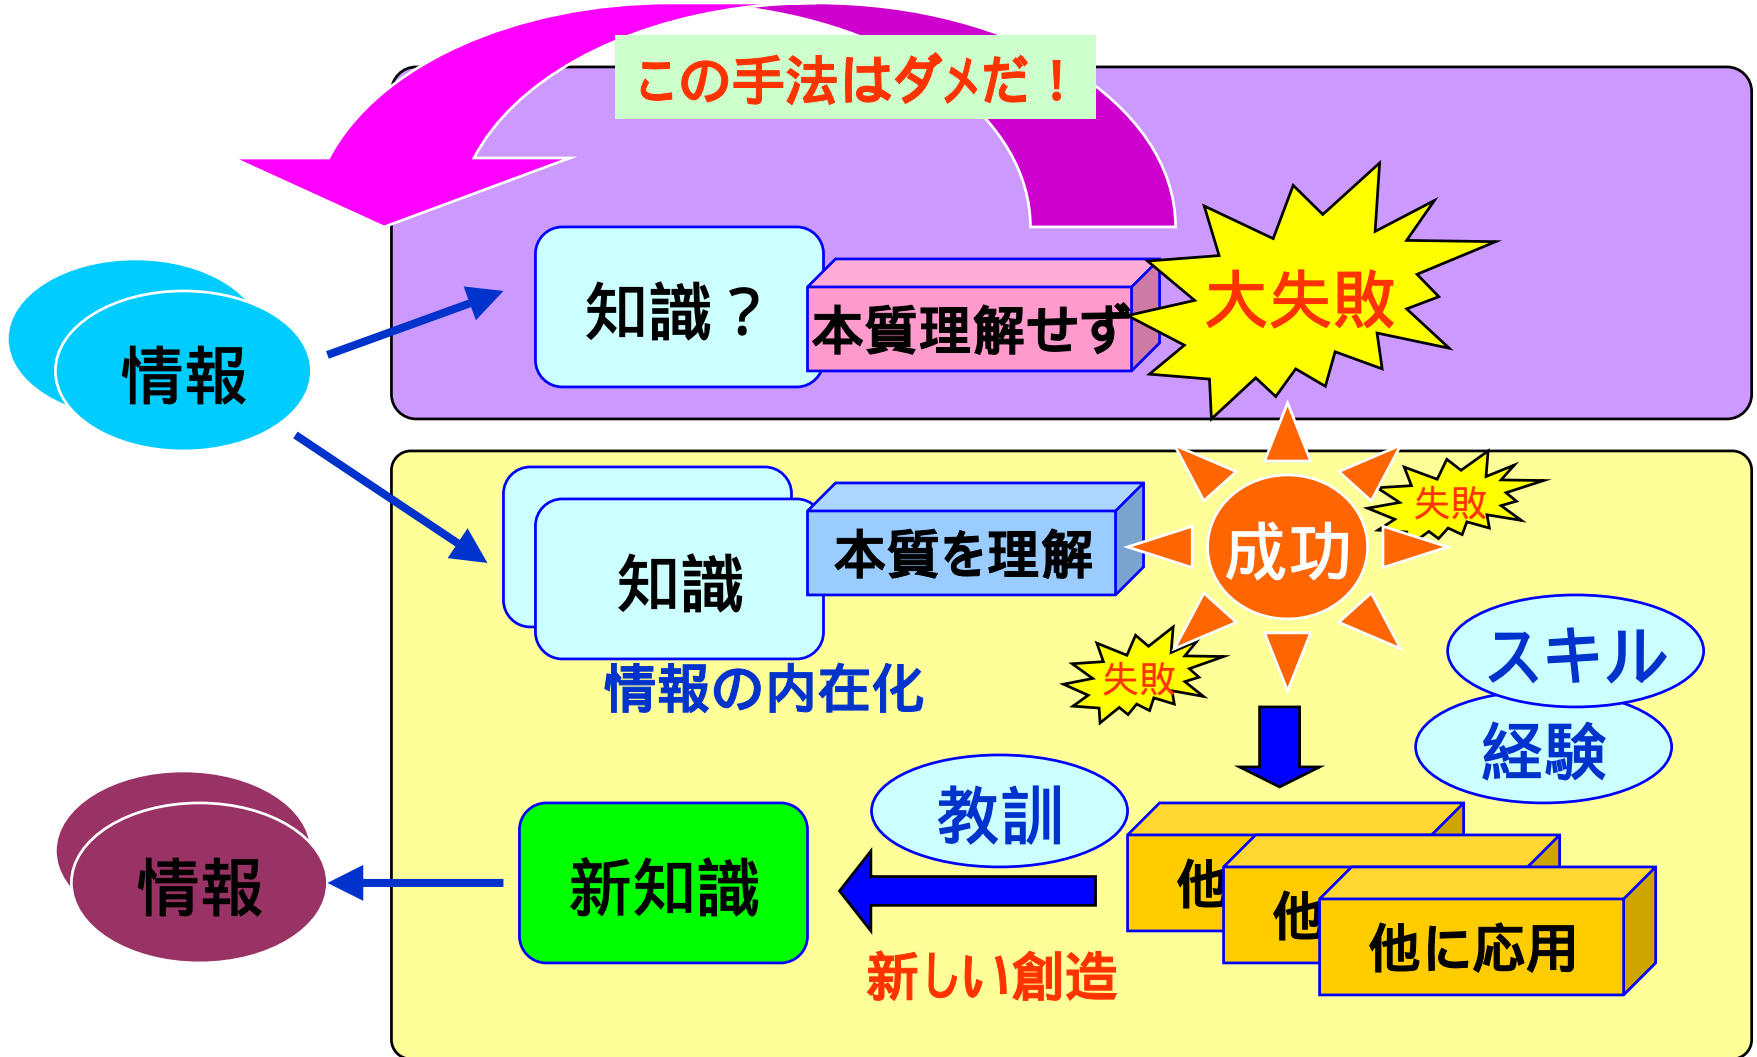 この手法はダメだ！
知識？
本質理解せず
大失敗
情報
知識
本質を理解
成功
失敗
失敗
情報の内在化
スキル
経験
教訓
他
他
他に応用
新知識
情報
新しい創造